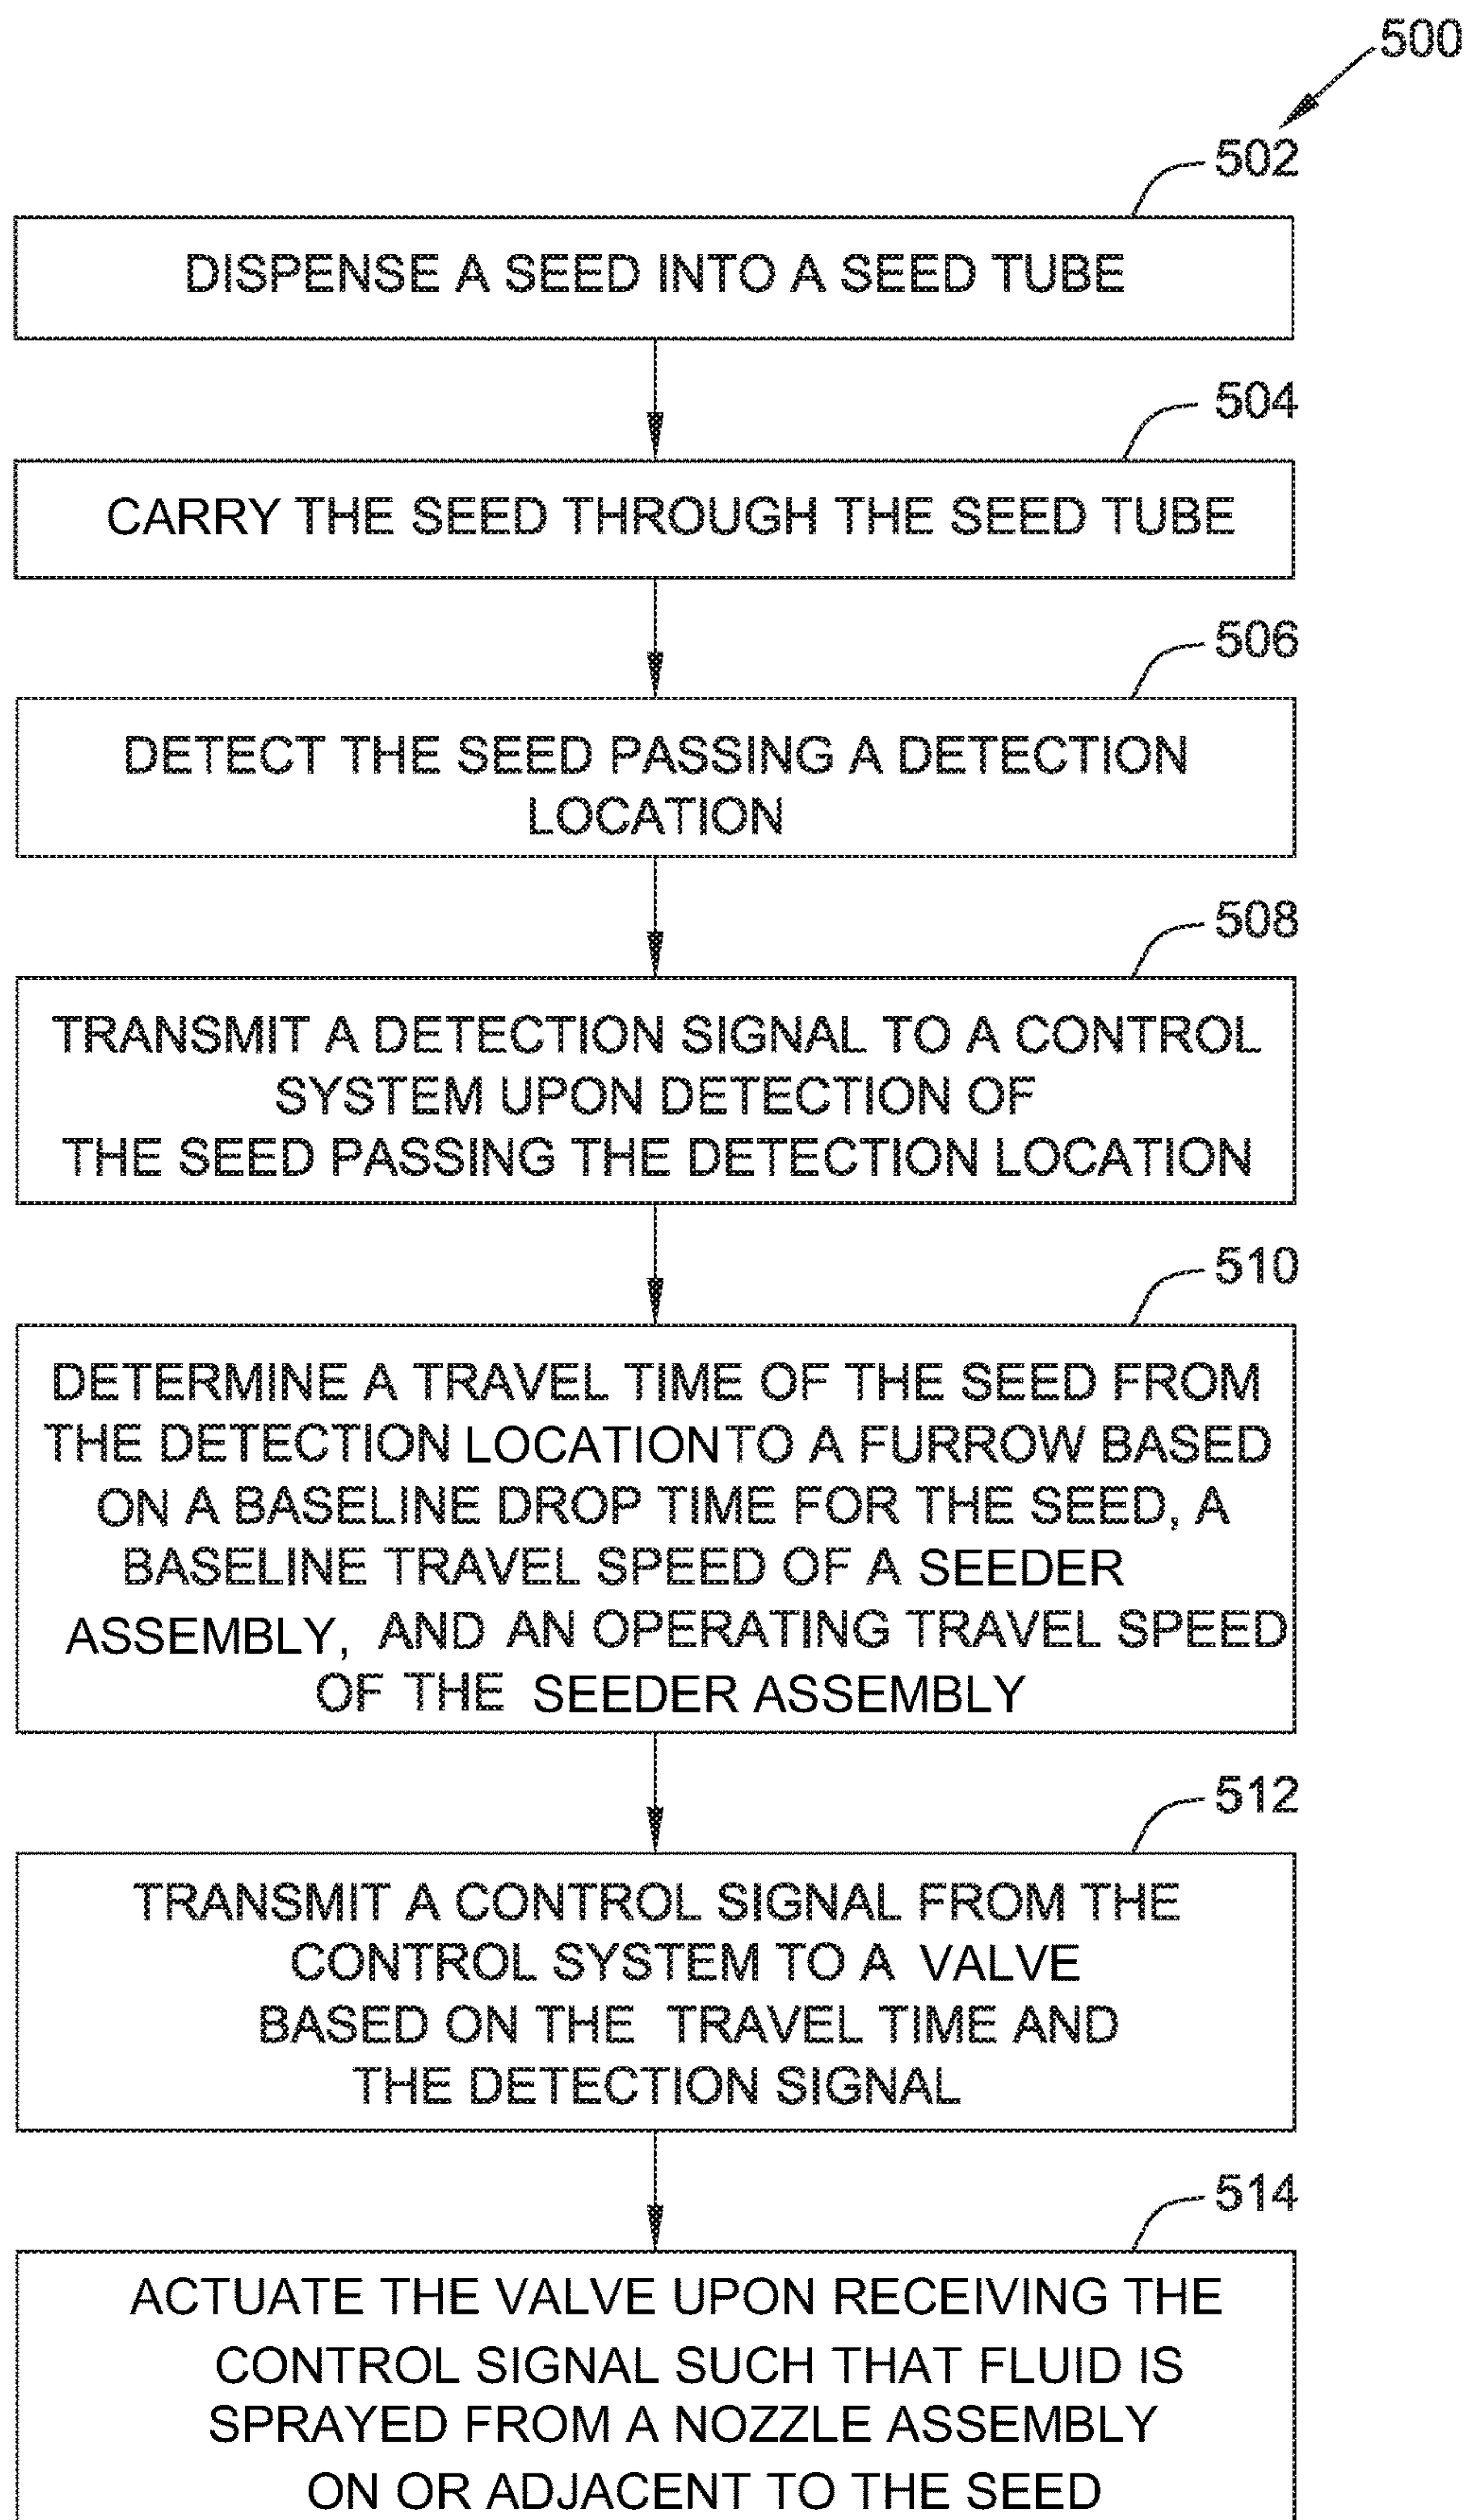 500
502
DISPENSE A SEED INTO A SEED TUBE
504
CARRY THE SEED THROUGH THE SEED TUBE
506
DETECT THE SEED PASSING A DETECTION
LOCATION
508
TRANSMIT A DETECTION SIGNAL TO A CONTROL
SYSTEM UPON DETECTION OF
THE SEED PASSING THE DETECTION LOCATION
510
DETERMINE A TRAVEL TIME OF THE SEED FROM
THE DETECTION LOCATION TO A FURROW BASED
ON A BASELINE DROP TIME FOR THE SEED, A
BASELINE TRAVEL SPEED OF A SEEDER
ASSEMBLY, AND AN OPERATING TRAVEL SPEED
OF THE SEEDER ASSEMBLY
512
TRANSMIT A CONTROL SIGNAL FROM THE
CONTROL SYSTEM TO A VALVE
BASED ON THE TRAVEL TIME AND
THE DETECTION SIGNAL
514
ACTUATE THE VALVE UPON RECEIVING THE
CONTROL SIGNAL SUCH THAT FLUID IS
SPRAYED FROM A NOZZLE ASSEMBLY
ON OR ADJACENT TO THE SEED